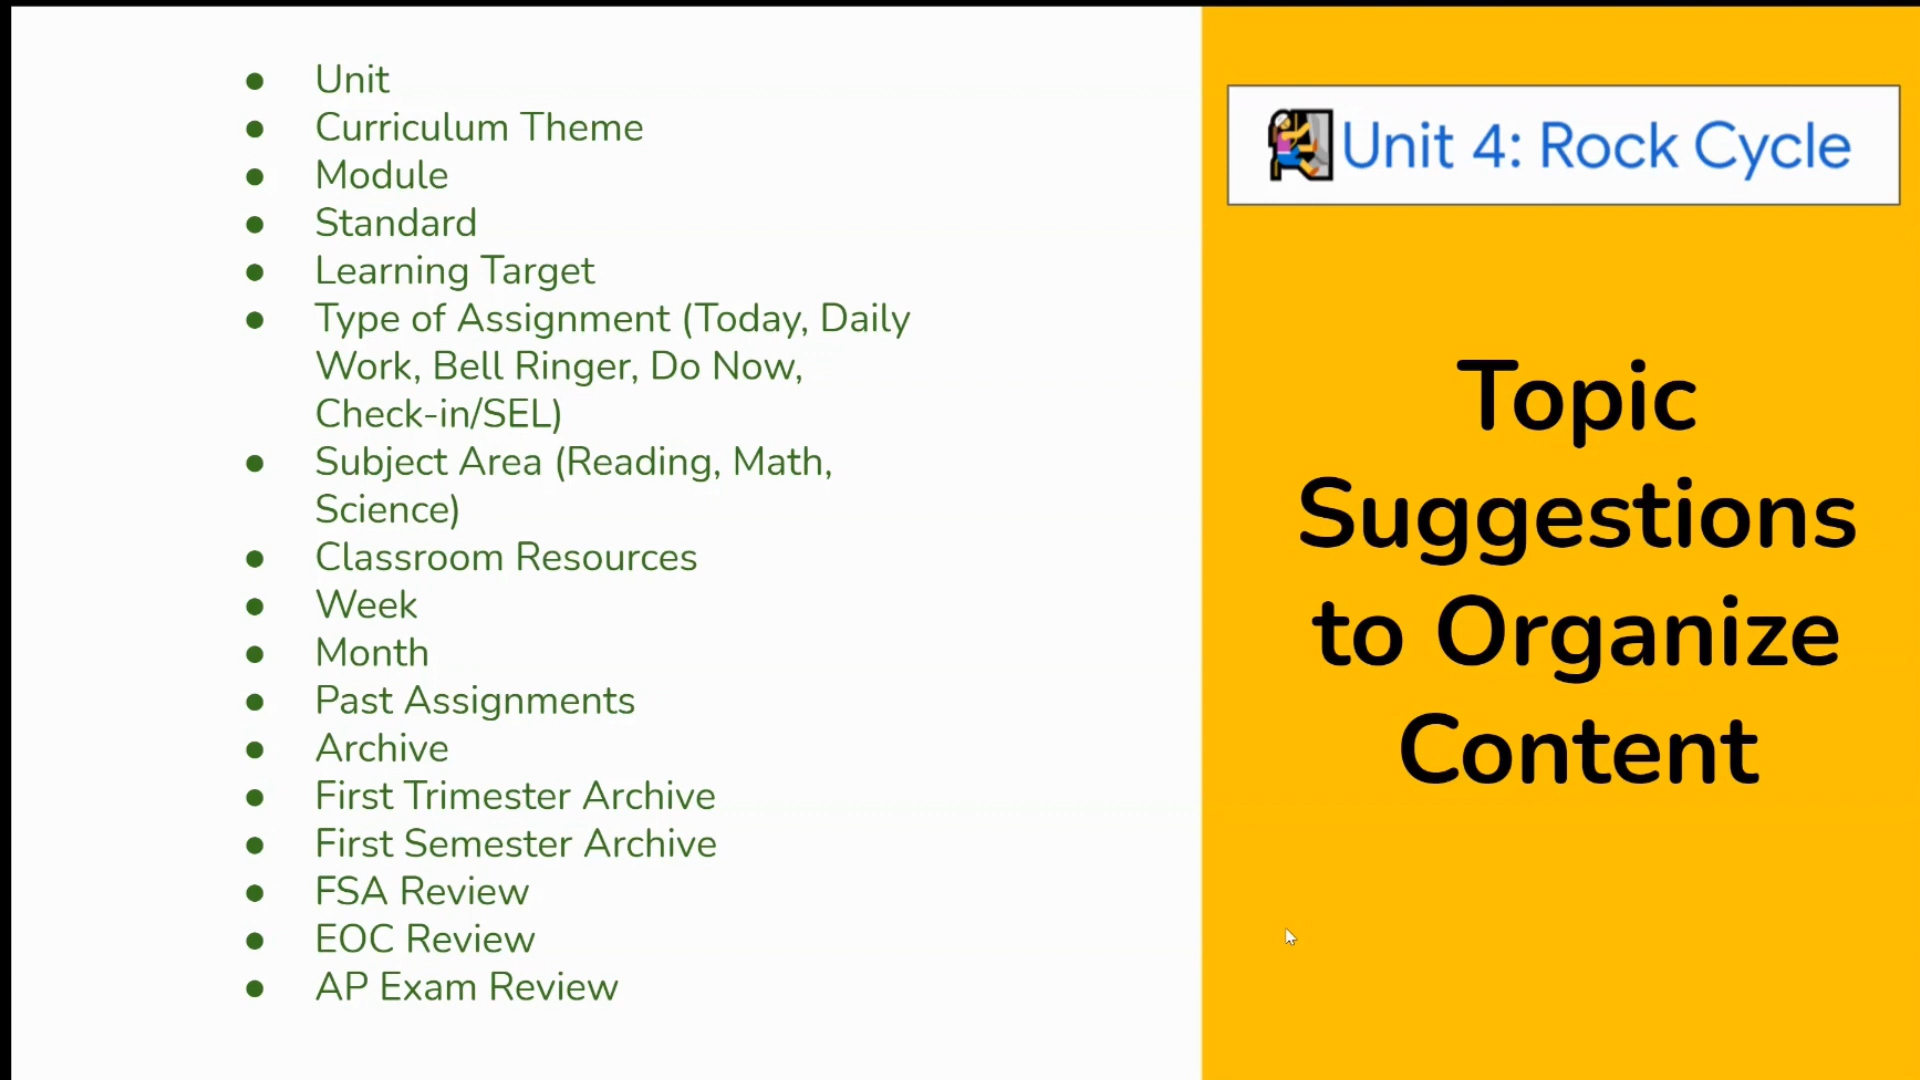 ● Unit
● Curriculum Theme
● Module
● Standard
● Learning Target
● Type of Assignment (Today, Daily
Work, Bell Ringer, Do Now,
Check-in/SEL)
● Subject Area (Reading, Math,
Science)
● Classroom Resources
● Week
● Month
● Past Assignments
● Archive
● First Trimester Archive
● First Semester Archive
● FSA Review
● EOC Review
● AP Exam Review
Unit 4: Rock Cycle
Topic
Suggestions
to Organize
Content